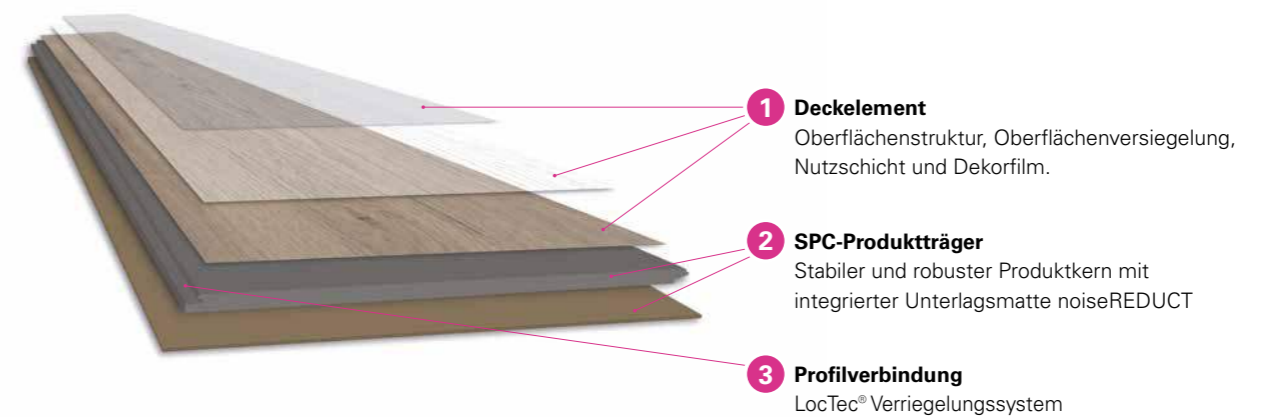 1 Deckelement
Oberflächenstruktur, Oberflächenversiegelung,
Nutzschicht und Dekorfilm.
2 SPC-Produktträger
Stabiler und robuster Produktkern mit
integrierter Unterlagsmatte noiseREDUCT
3 Profilverbindung
LocTec® Verriegelungssystem